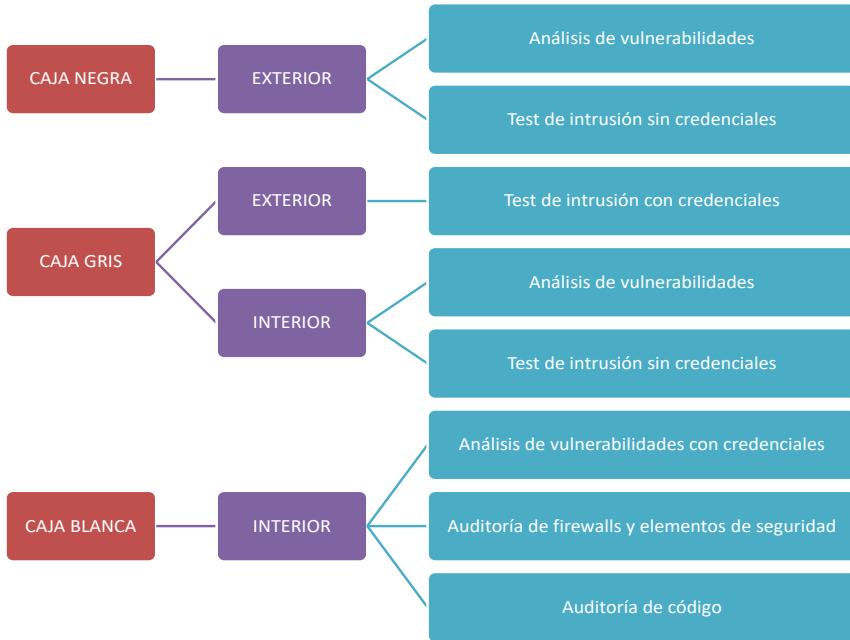 CAJA NEGRA
EXTERIOR
Análisis de vulnerabilidades
Test de intrusión sin credenciales
CAJA GRIS
EXTERIOR
Test de intrusión con credenciales
INTERIOR
Análisis de vulnerabilidades
Test de intrusión sin credenciales
CAJA BLANCA
INTERIOR
Análisis de vulnerabilidades con credenciales
Auditoría de firewalls y elementos de seguridad
Auditoría de código